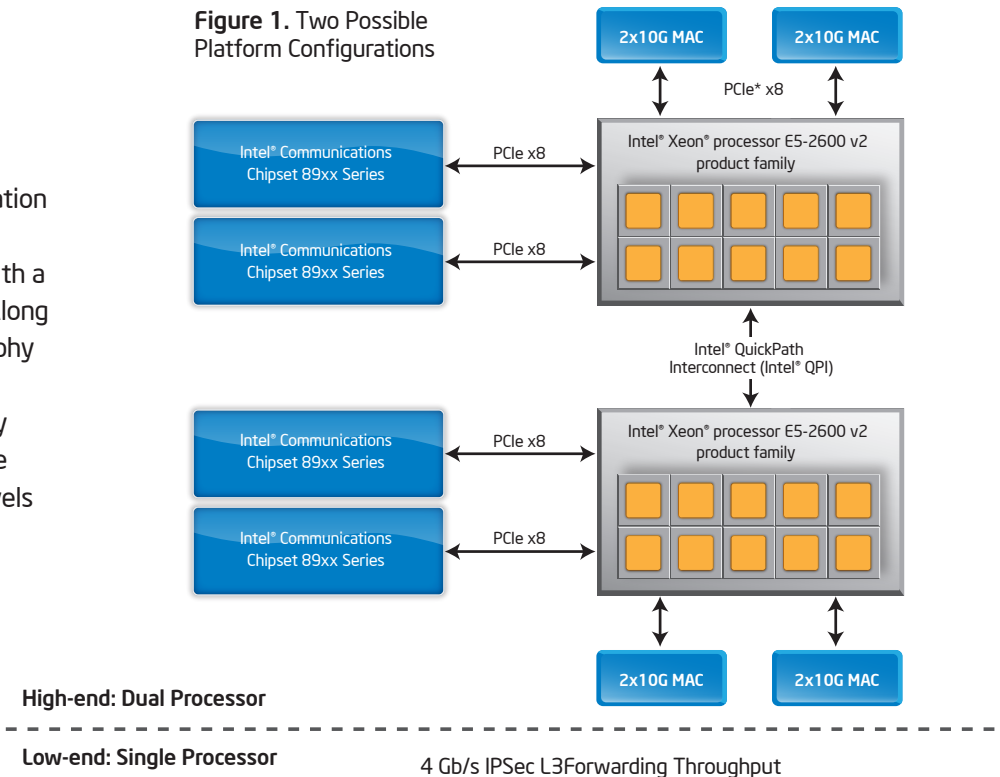 Figure 1. Two Possible
Platform Configurations
2x10G MAC
2x10G MAC
PCIe* x8
Intel® Communications
Chipset 89xx Series
PCIe x8
Intel® Xeon® processor E5-2600 v2
product family
Intel® Communications
Chipset 89xx Series
PCIe x8
Intel® QuickPath
Interconnect (Intel® QPI)
Intel® Communications
Chipset 89xx Series
PCIe x8
Intel® Xeon® processor E5-2600 v2
product family
Intel® Communications
Chipset 89xx Series
PCIe x8
2x10G MAC
2x10G MAC
High-end: Dual Processor
Low-end: Single Processor
4 Gb/s IPSec L3Forwarding Throughput